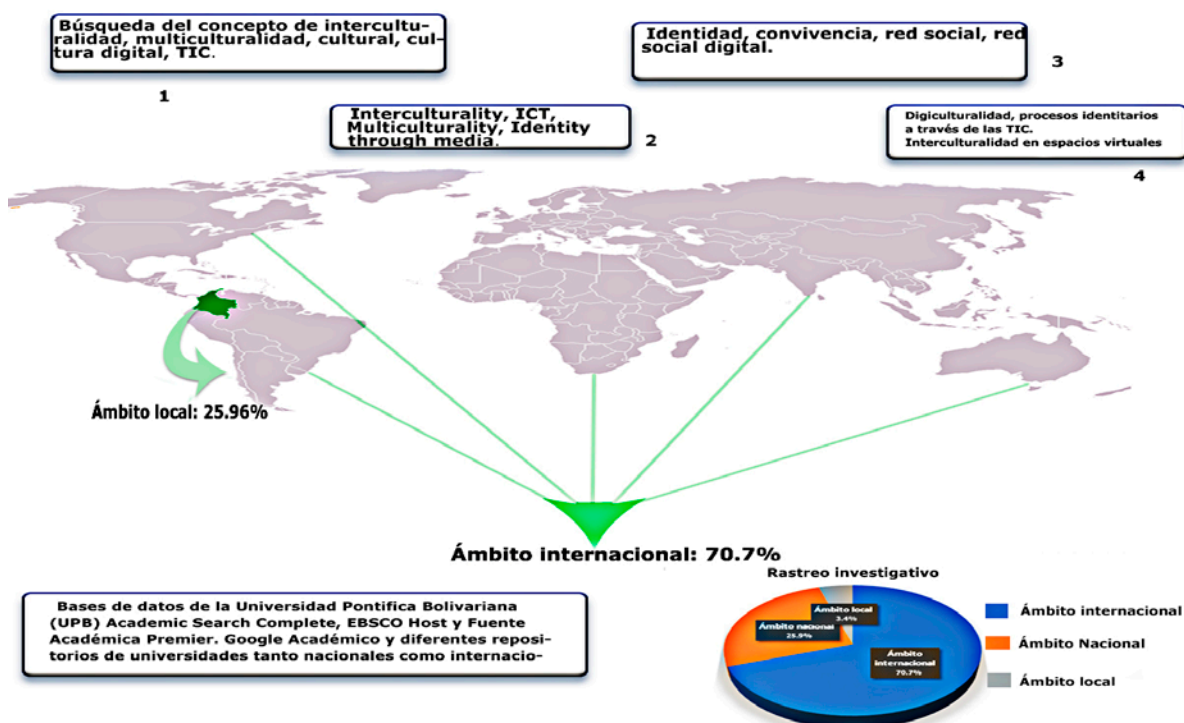 Búsqueda del concepto de intercultu-
ralidad, multiculturalidad, cultural, cul-
tura digital, TIC.
1
Interculturality, ICT,
Multiculturality, Identity
through media.
2
Identidad, convivencia, red social, red
social digital.
3
Digiculturalidad, procesos identitarios
a través de las TIC.
Interculturalidad en espacios virtuales
4
Ámbito local: 25.96%
Ámbito internacional: 70.7%
Bases de datos de la Universidad Pontifica Bolivariana
(UPB) Academic Search Complete, EBSCO Host y Fuente
Académica Premier. Google Académico y diferentes reposi-
torios de universidades tanto nacionales como internacio-
Rastreo investigativo
Ámbito local
3.4%
Ámbito nacional
25.9%
Ámbito
internacional
70.7%
Ámbito internacional
Ámbito Nacional
Ámbito local